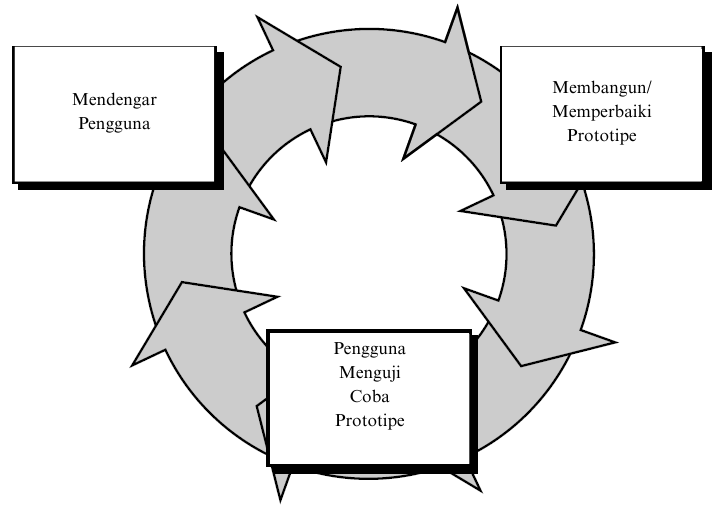 Mendengar
Pengguna
Membangun/
Memperbaiki
Prototipe
Pengguna
Menguji
Coba
Prototipe